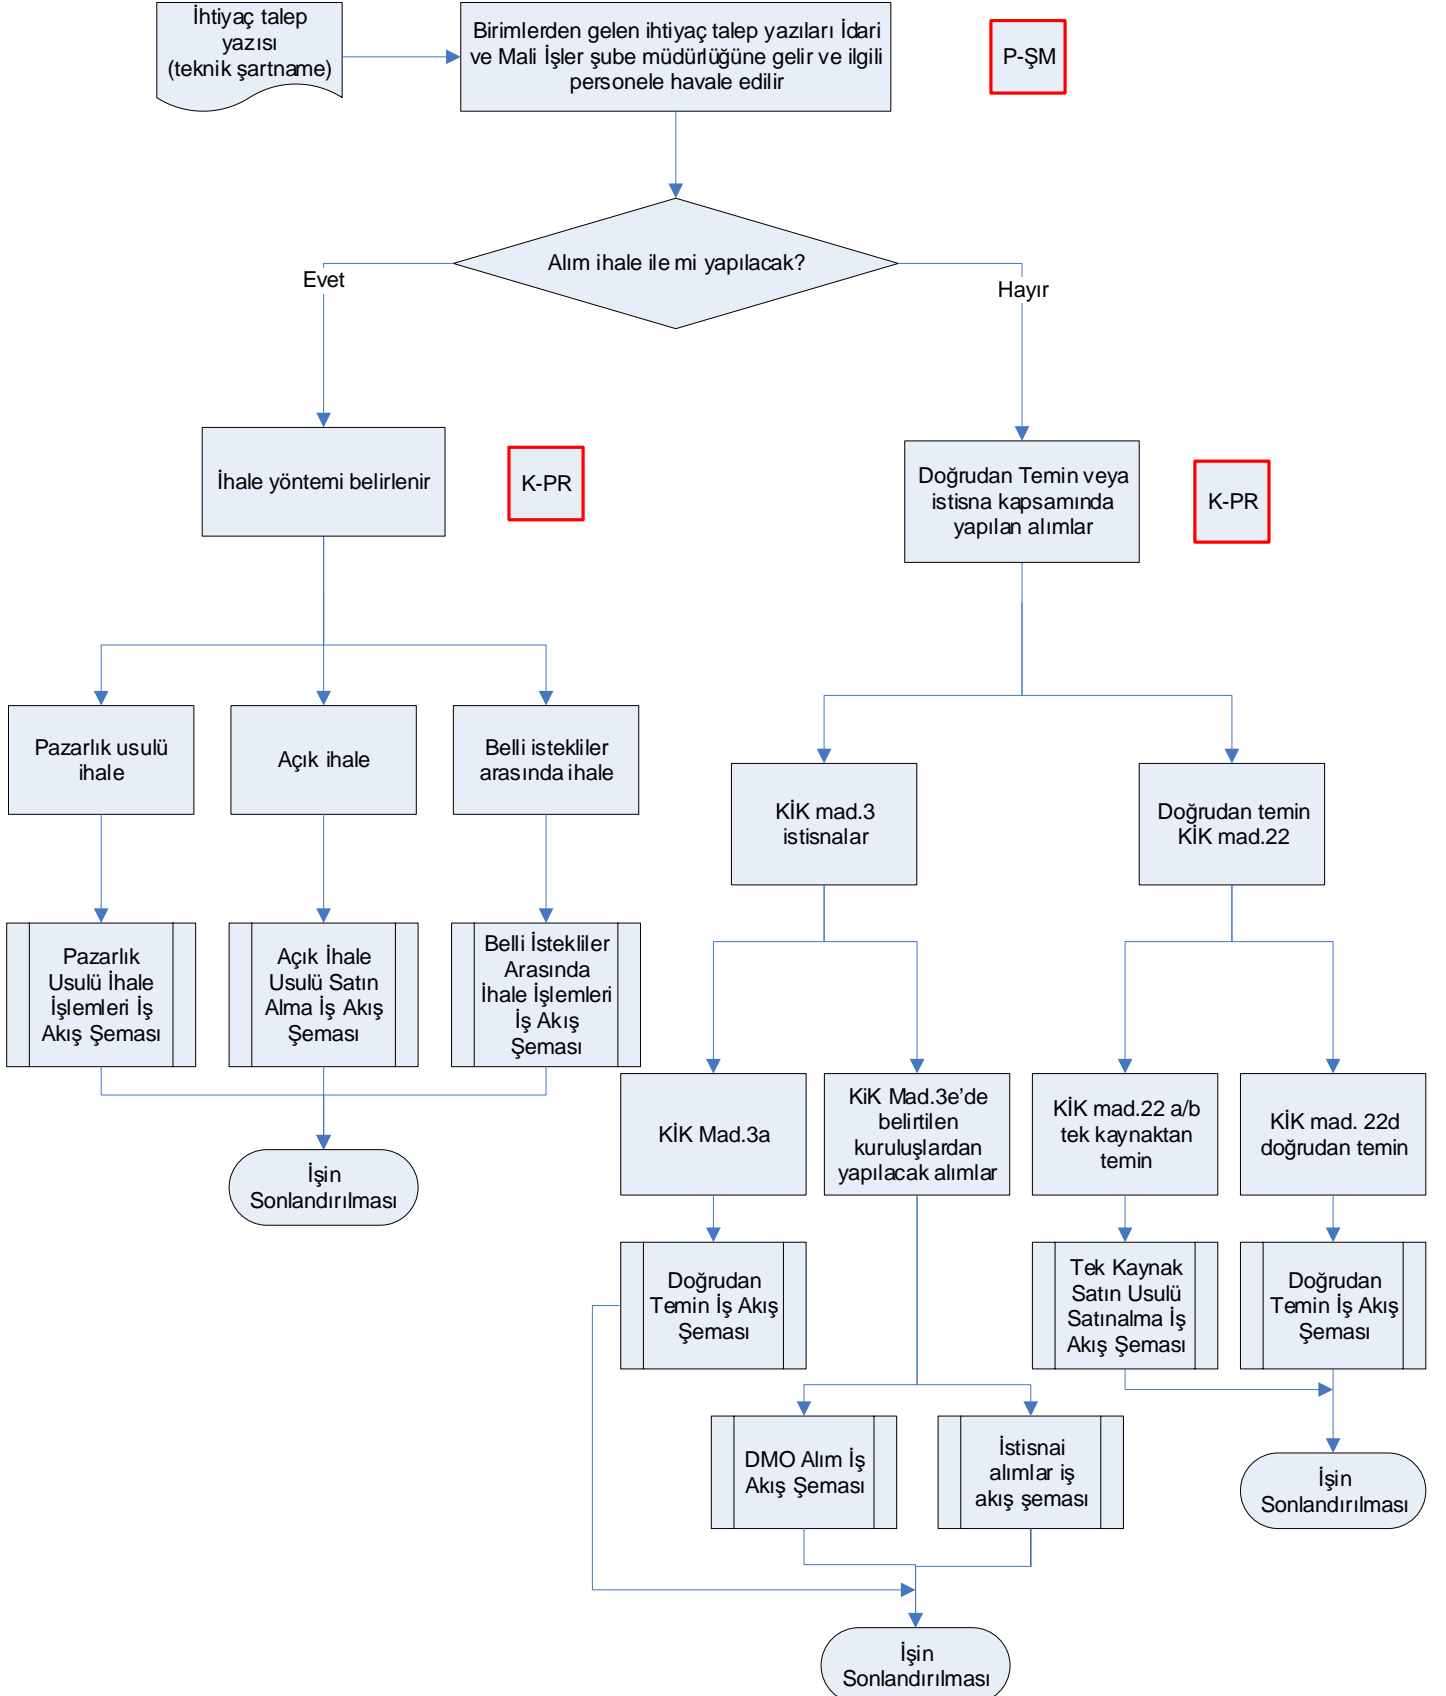 İhtiyaç talep
yazısı
(teknik şartname)
Birimlerden gelen ihtiyaç talep yazıları İdari
ve Mali İşler şube müdürlüğüne gelir ve ilgili
personele havale edilir
P-ŞM
Alım ihale ile mi yapılacak?
Evet
Hayır
İhale yöntemi belirlenir
K-PR
Doğrudan Temin veya
istisna kapsamında
yapılan alımlar
K-PR
Pazarlık usulü
ihale
Açık ihale
Belli istekliler
arasında ihale
KİK mad.3
istisnalar
Doğrudan temin
KİK mad.22
Pazarlık
Usulü İhale
İşlemleri İş
Akış Şeması
Açık İhale
Usulü Satın
Alma İş Akış
Şeması
Belli İstekliler
Arasında
İhale İşlemleri
İş Akış
Şeması
KİK Mad.3a
KiK Mad.3e’de
belirtilen
kuruluşlardan
yapılacak alımlar
KİK mad.22 a/b
tek kaynaktan
temin
KİK mad. 22d
doğrudan temin
İşin
Sonlandırılması
Doğrudan
Temin İş Akış
Şeması
Tek Kaynak
Satın Usulü
Satınalma İş
Akış Şeması
Doğrudan
Temin İş Akış
Şeması
DMO Alım İş
Akış Şeması
İstisnai
alımlar iş
akış şeması
İşin
Sonlandırılması
İşin
Sonlandırılması